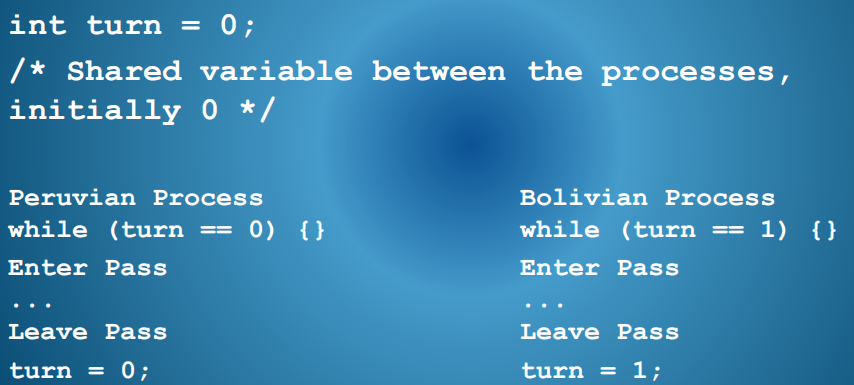 int turn = 0;
/* Shared variable between the processes,
initially 0 */
Peruvian Process
while (turn == 0) {}
Enter Pass
...
Leave Pass
turn = 0;
Bolivian Process
while (turn == 1) {}
Enter Pass
...
Leave Pass
turn = 1;